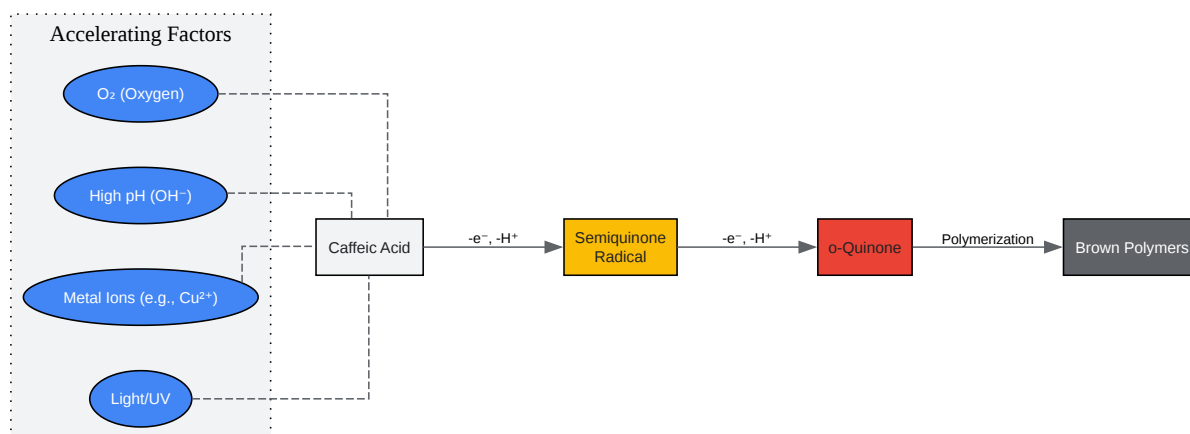 Accelerating Factors
O₂ (Oxygen)
High pH (OH⁻)
Metal Ions (e.g., Cu²⁺)
Light/UV
Caffeic Acid
-e⁻, -H⁺
Semiquinone
Radical
-e⁻, -H⁺
o-Quinone
Polymerization
Brown Polymers